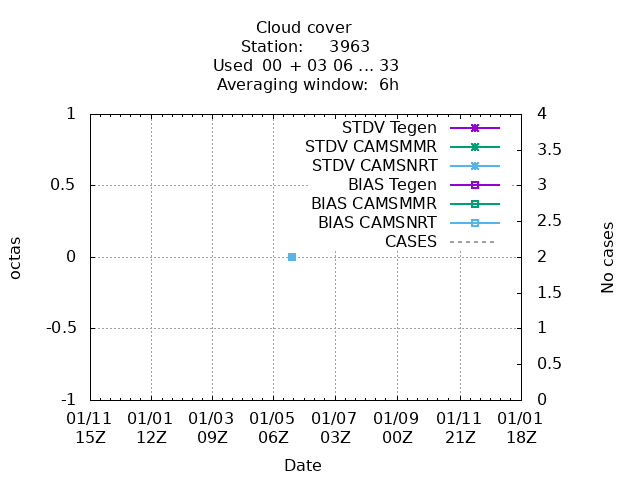 Cloud cover
Station: 3963
Used 00 + 03 06 ... 33
Averaging window: 6h
STDV Tegen
STDV CAMSMMR
STDV CAMSNRT
BIAS Tegen
BIAS CAMSMMR
BIAS CAMSNRT
CASES
1
0.5
0
-0.5
-1
octas
4
3.5
3
2.5
2
1.5
1
0.5
0
No cases
01/11 01/01 01/03 01/05 01/07 01/09 01/11 01/01
15Z 12Z 09Z 06Z 03Z 00Z 21Z 18Z
Date